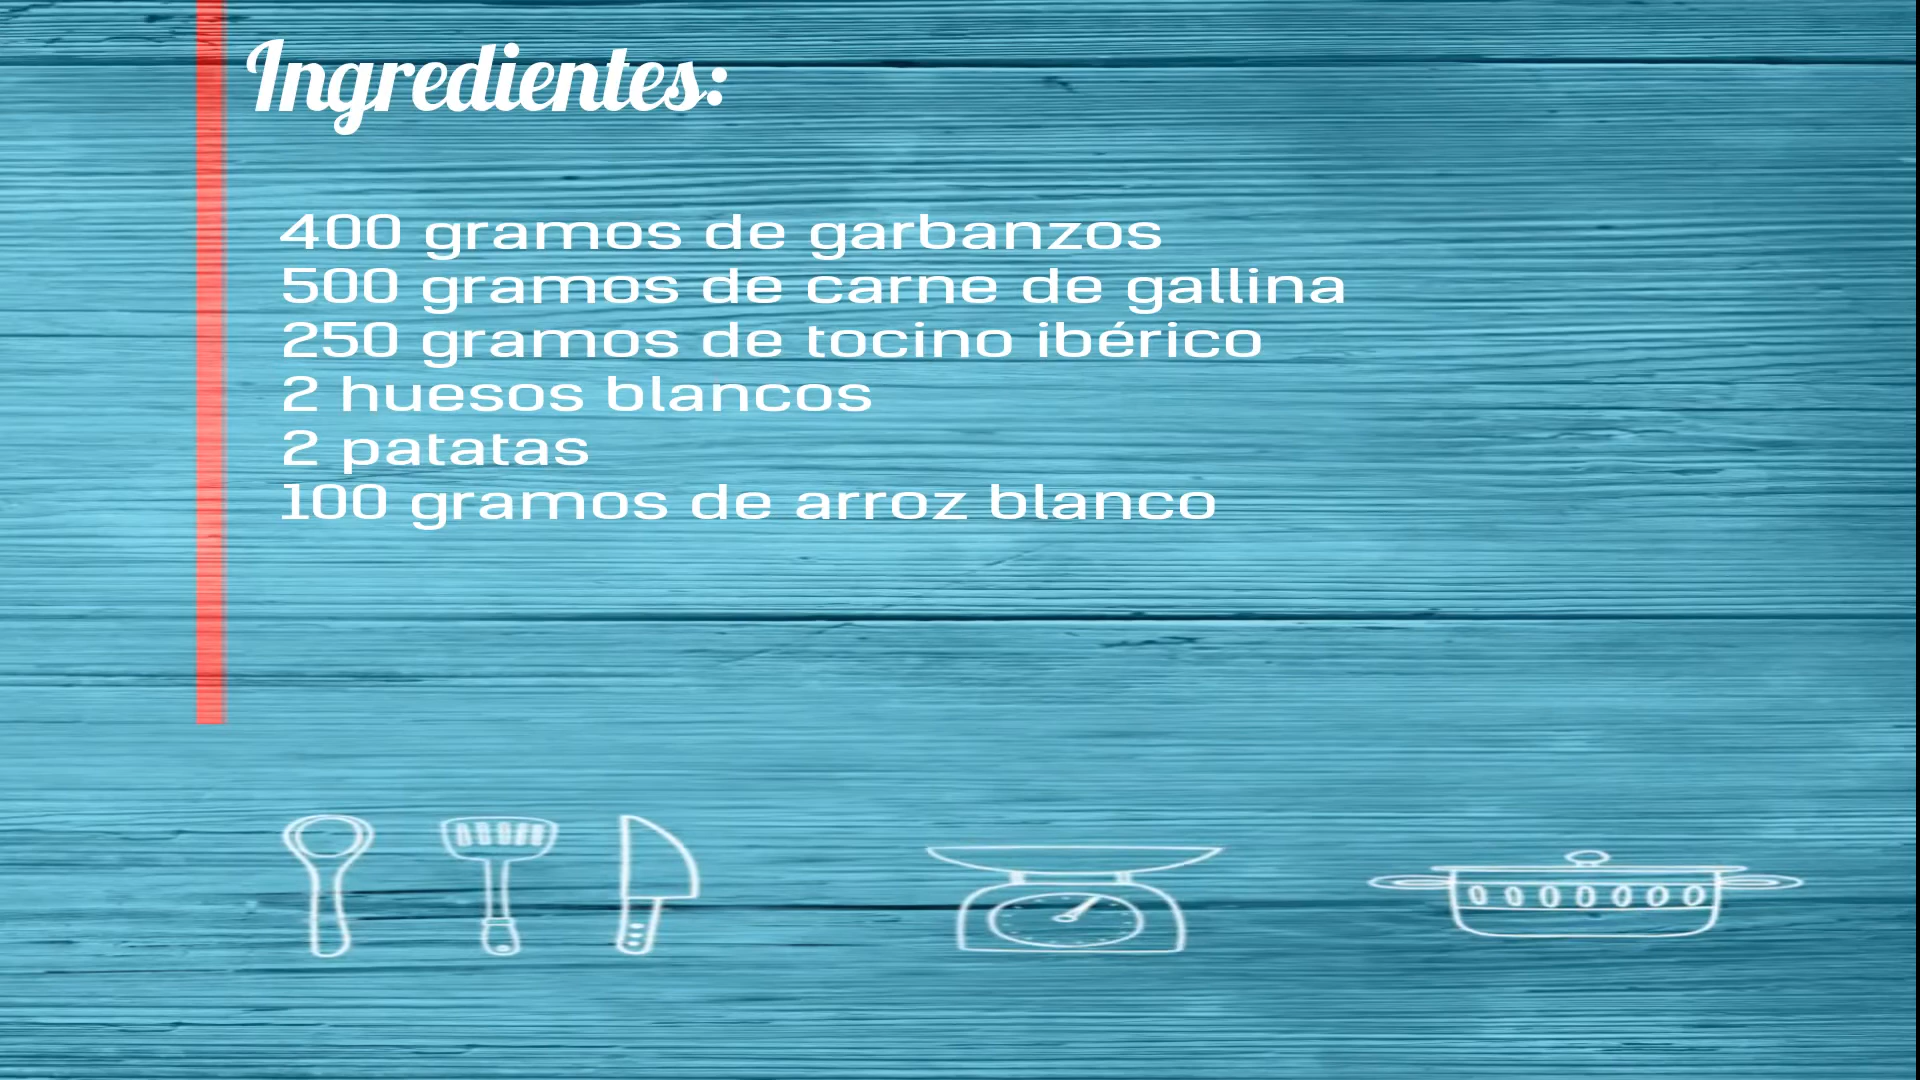 Ingredientes:
400 gramos de garbanzos
500 gramos de carne de gallina
250 gramos de tocino ibérico
2 huesos blancos
2 patatas
100 gramos de arroz blanco